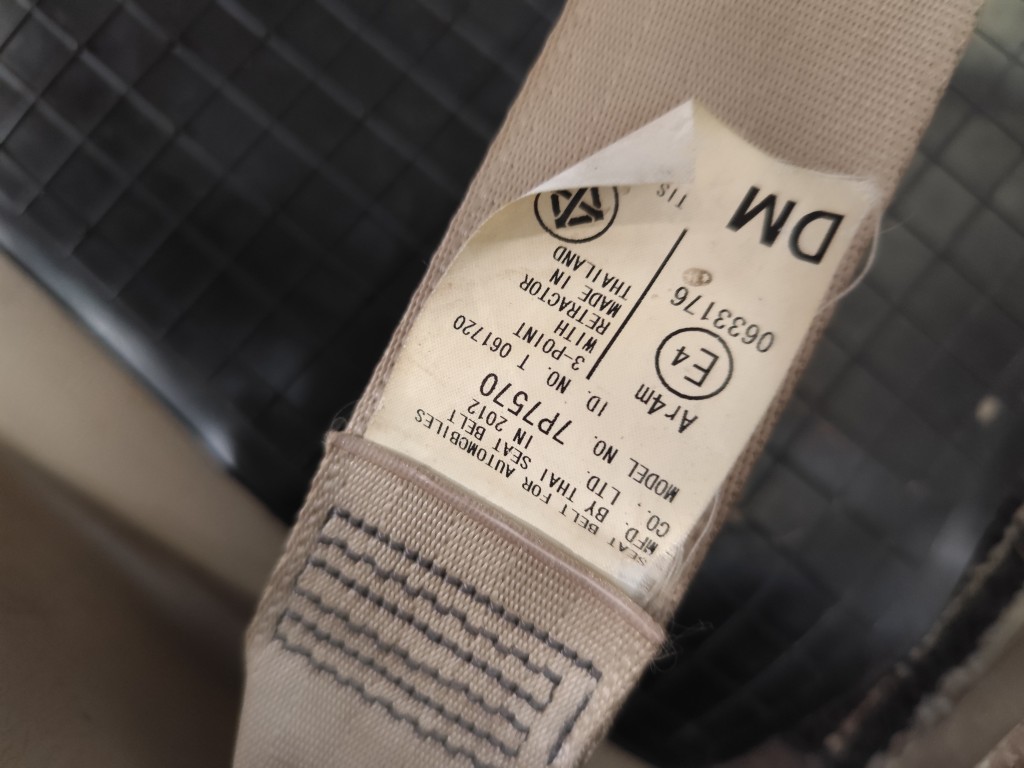 SEAT BELT FOR AUTOMOBILES
MFD. BY THAI SEAT BELT
CO., LTD. IN 2012
MODEL NO. 7P7570
ID. NO. T 061720
Ar4m
3-POINT
WITH
RETRACTOR
MADE IN
THAILAND
E4
0633176
TIS
DM